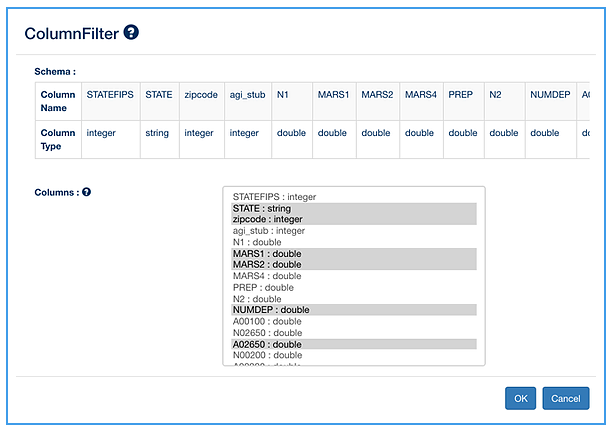 ColumnFilter ?
Schema :
Column Name STATEFIPS STATE zipcode agi_stub N1 MARS1 MARS2 MARS4 PREP N2 NUMDEP
Column Type integer string integer integer double double double double double double double
Columns : ?
STATEFIPS : integer
STATE : string
zipcode : integer
agi_stub : integer
N1 : double
MARS1 : double
MARS2 : double
MARS4 : double
PREP : double
N2 : double
NUMDEP : double
A00100 : double
N02650 : double
A02650 : double
N00200 : double
OK Cancel